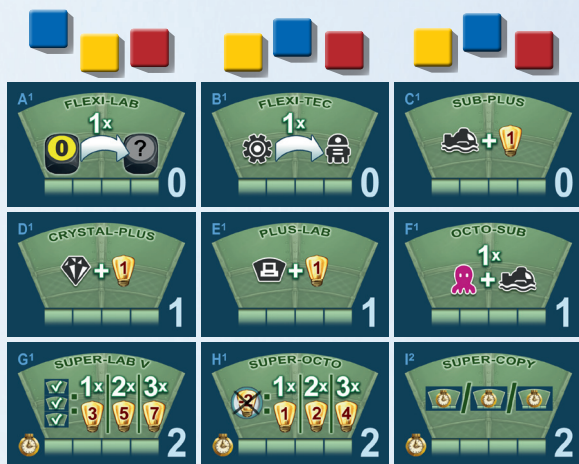 A¹ B¹ C¹
FLEXI-LAB FLEXI-TEC SUB-PLUS
1x 1x
0 ? 1
0 0 0
D¹ E¹ F¹
CRYSTAL-PLUS PLUS-LAB OCTO-SUB
1x
+ 1 + 1 +
1 1 1
G¹ H¹ I²
SUPER-LAB V SUPER-OCTO SUPER-COPY
: 1x 2x 3x : 1x 2x 3x / /
3 5 7 ? 1 2 4
2 2 2